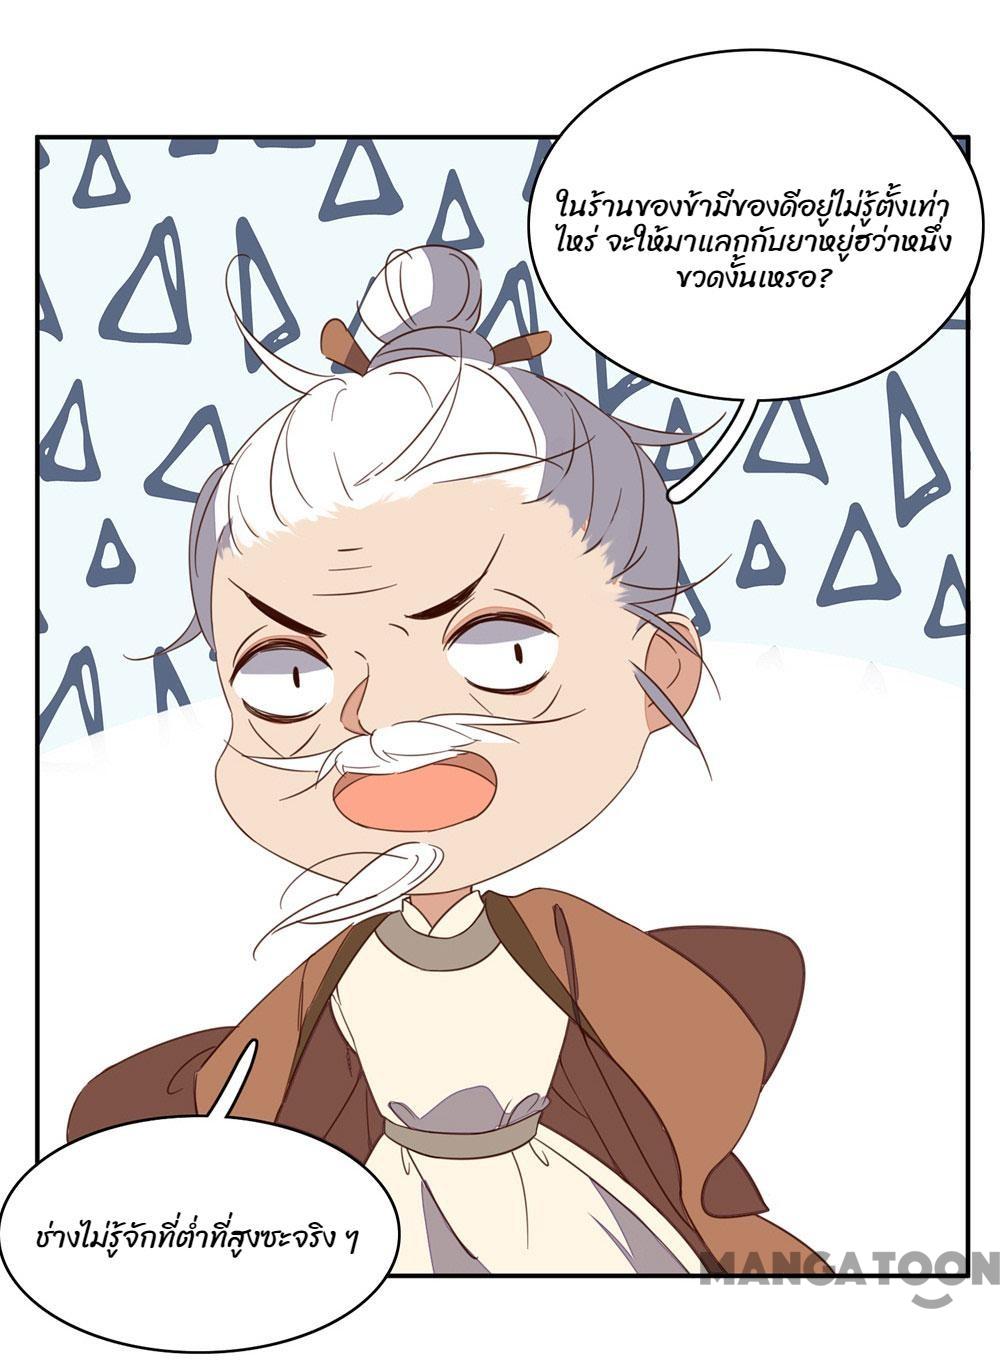 ในร้านของข้ามีของดีอยู่ไม่รู้ตั้งเท่า
ไหร่ จะให้มาแลกกับยาหยู่ฮว่าหนึ่ง
ขวดงั้นเหรอ?
ช่างไม่รู้จักที่ต่ำที่สูงซะจริง ๆ
MANGATOON